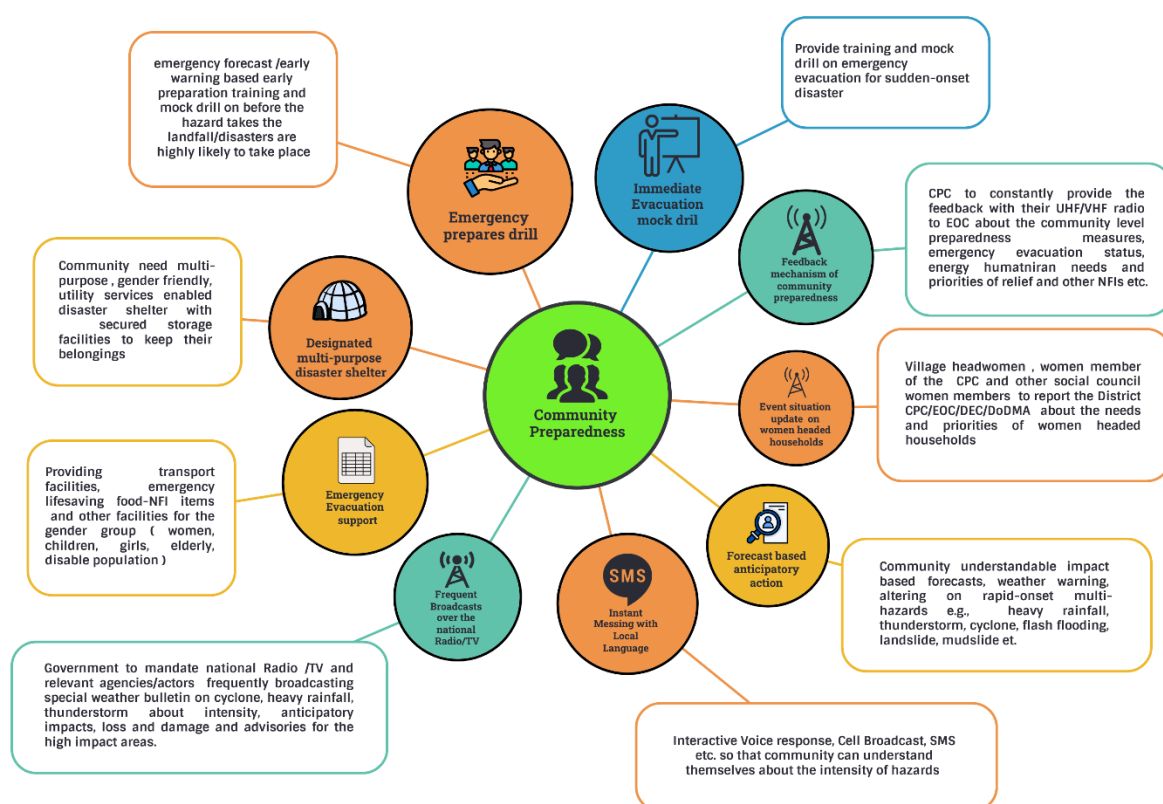 emergency forecast /early
warning based early
preparation training and
mock drill on before the
hazard takes the
landfall/disasters are
highly likely to take place
Provide training and mock
drill on emergency
evacuation for sudden-onset
disaster
Emergency
prepares drill
Immediate
Evacuation
mock dril
CPC to constantly provide the
feedback with their UHF/VHF radio
to EOC about the community level
preparedness measures,
emergency evacuation status,
energy humatniran needs and
priorities of relief and other NFIs etc.
Feedback
mechanism of
community
preparedness
Community need multi-
purpose , gender friendly,
utility services enabled
disaster shelter with
secured storage
facilities to keep their
belongings
Designated
multi-purpose
disaster shelter
Community
Preparedness
Event situation
update on
women headed
households
Village headwomen , women member
of the CPC and other social council
women members to report the District
CPC/EOC/DEC/DoDMA about the needs
and priorities of women headed
households
Providing transport
facilities, emergency
lifesaving food-NFI items
and other facilities for the
gender group ( women,
children, girls, elderly,
disable population )
Emergency
Evacuation
support
Forecast based
anticipatory
action
Community understandable impact
based forecasts, weather warning,
altering on rapid-onset multi-
hazards e.g., heavy rainfall,
thunderstorm, cyclone, flash flooding,
landslide, mudslide et.
Frequent
Broadcasts
over the
national
Radio/TV
SMS
Instant
Messing with
Local
Language
Government to mandate national Radio /TV and
relevant agencies/actors frequently broadcasting
special weather bulletin on cyclone, heavy rainfall,
thunderstorm about intensity, anticipatory
impacts, loss and damage and advisories for the
high impact areas.
Interactive Voice response, Cell Broadcast, SMS
etc. so that community can understand
themselves about the intensity of hazards